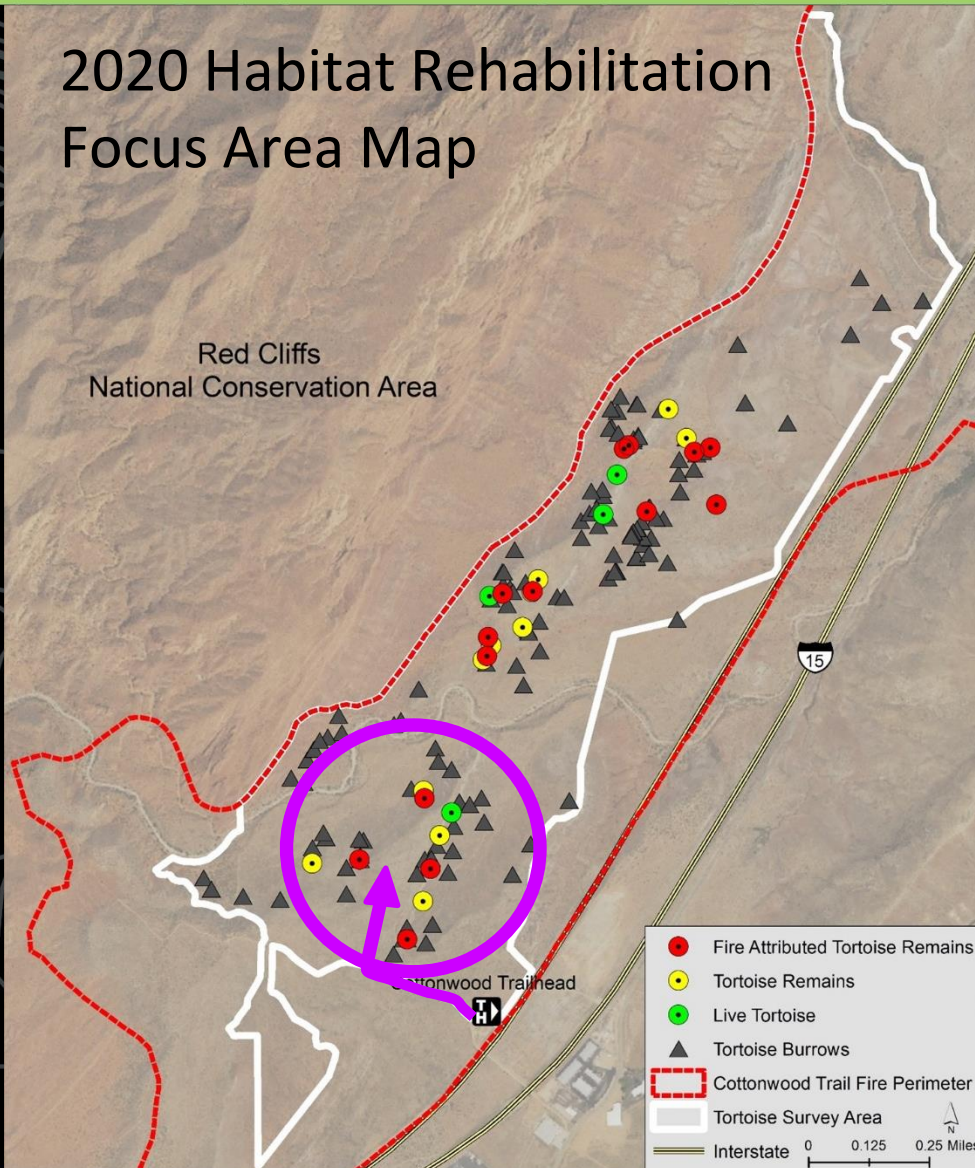 2020 Habitat Rehabilitation
Focus Area Map
Red Cliffs
National Conservation Area
15
Cottonwood Trailhead
TH
Fire Attributed Tortoise Remains
Tortoise Remains
Live Tortoise
Tortoise Burrows
Cottonwood Trail Fire Perimeter
Tortoise Survey Area
N
Interstate
0 0.125 0.25 Miles